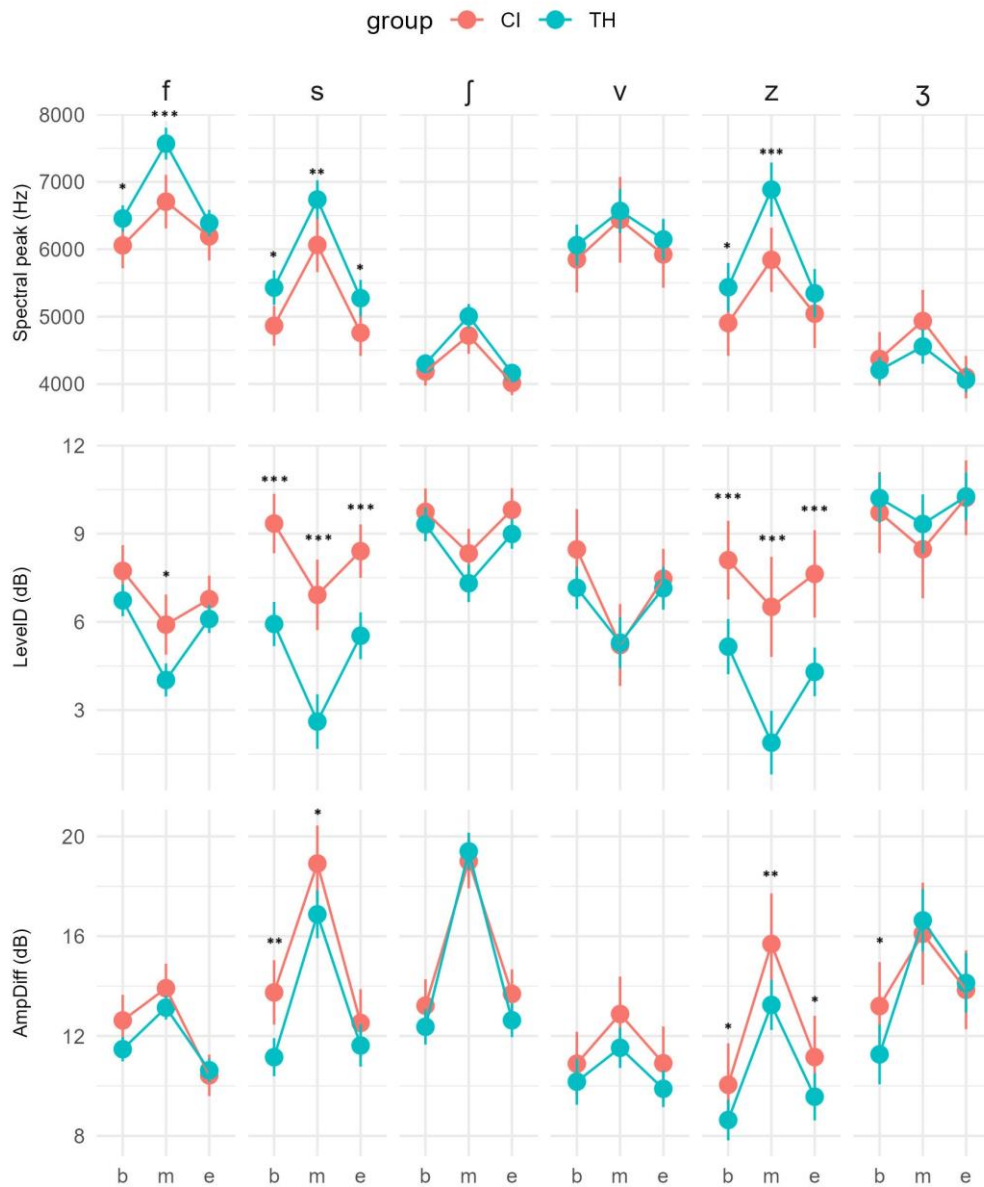 group CI TH
f s ʃ v z ʒ
Spectral peak (Hz)
8000
7000
6000
5000
4000
* *** * ** * * ***
LevelD (dB)
12
9
6
3
* *** *** *** *** *** ***
AmpDiff (dB)
20
16
12
8
** * * ** * *
b m e b m e b m e b m e b m e b m e